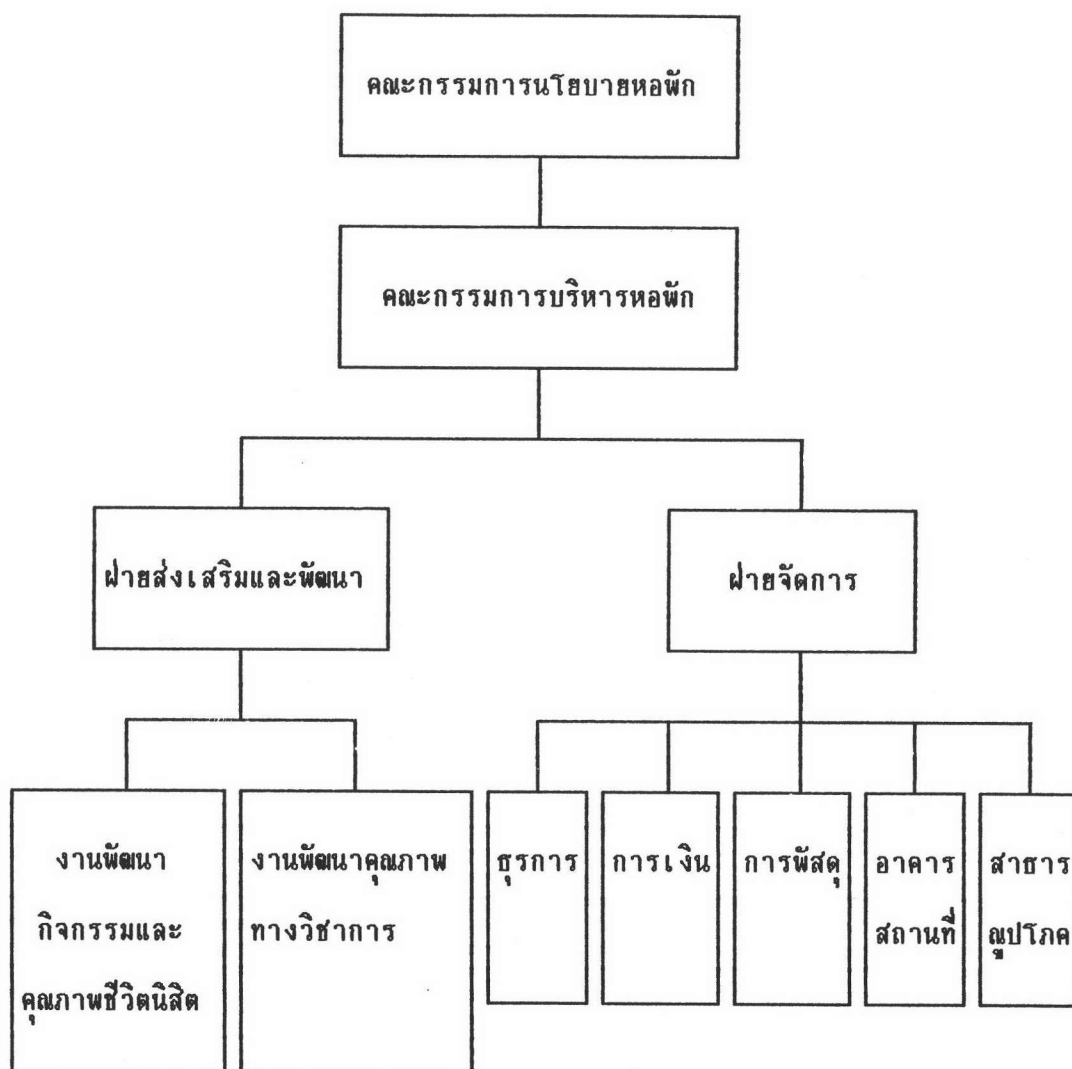 คณะกรรมการนโยบายหอพัก
คณะกรรมการบริหารหอพัก
ฝ่ายส่งเสริมและพัฒนา
ฝ่ายจัดการ
งานพัฒนา
กิจกรรมและ
คุณภาพชีวิตนิสิต
งานพัฒนาคุณภาพ
ทางวิชาการ
ธุรการ
การเงิน
การพัสดุ
อาคาร
สถานที่
สาธาร
ณูปโภค